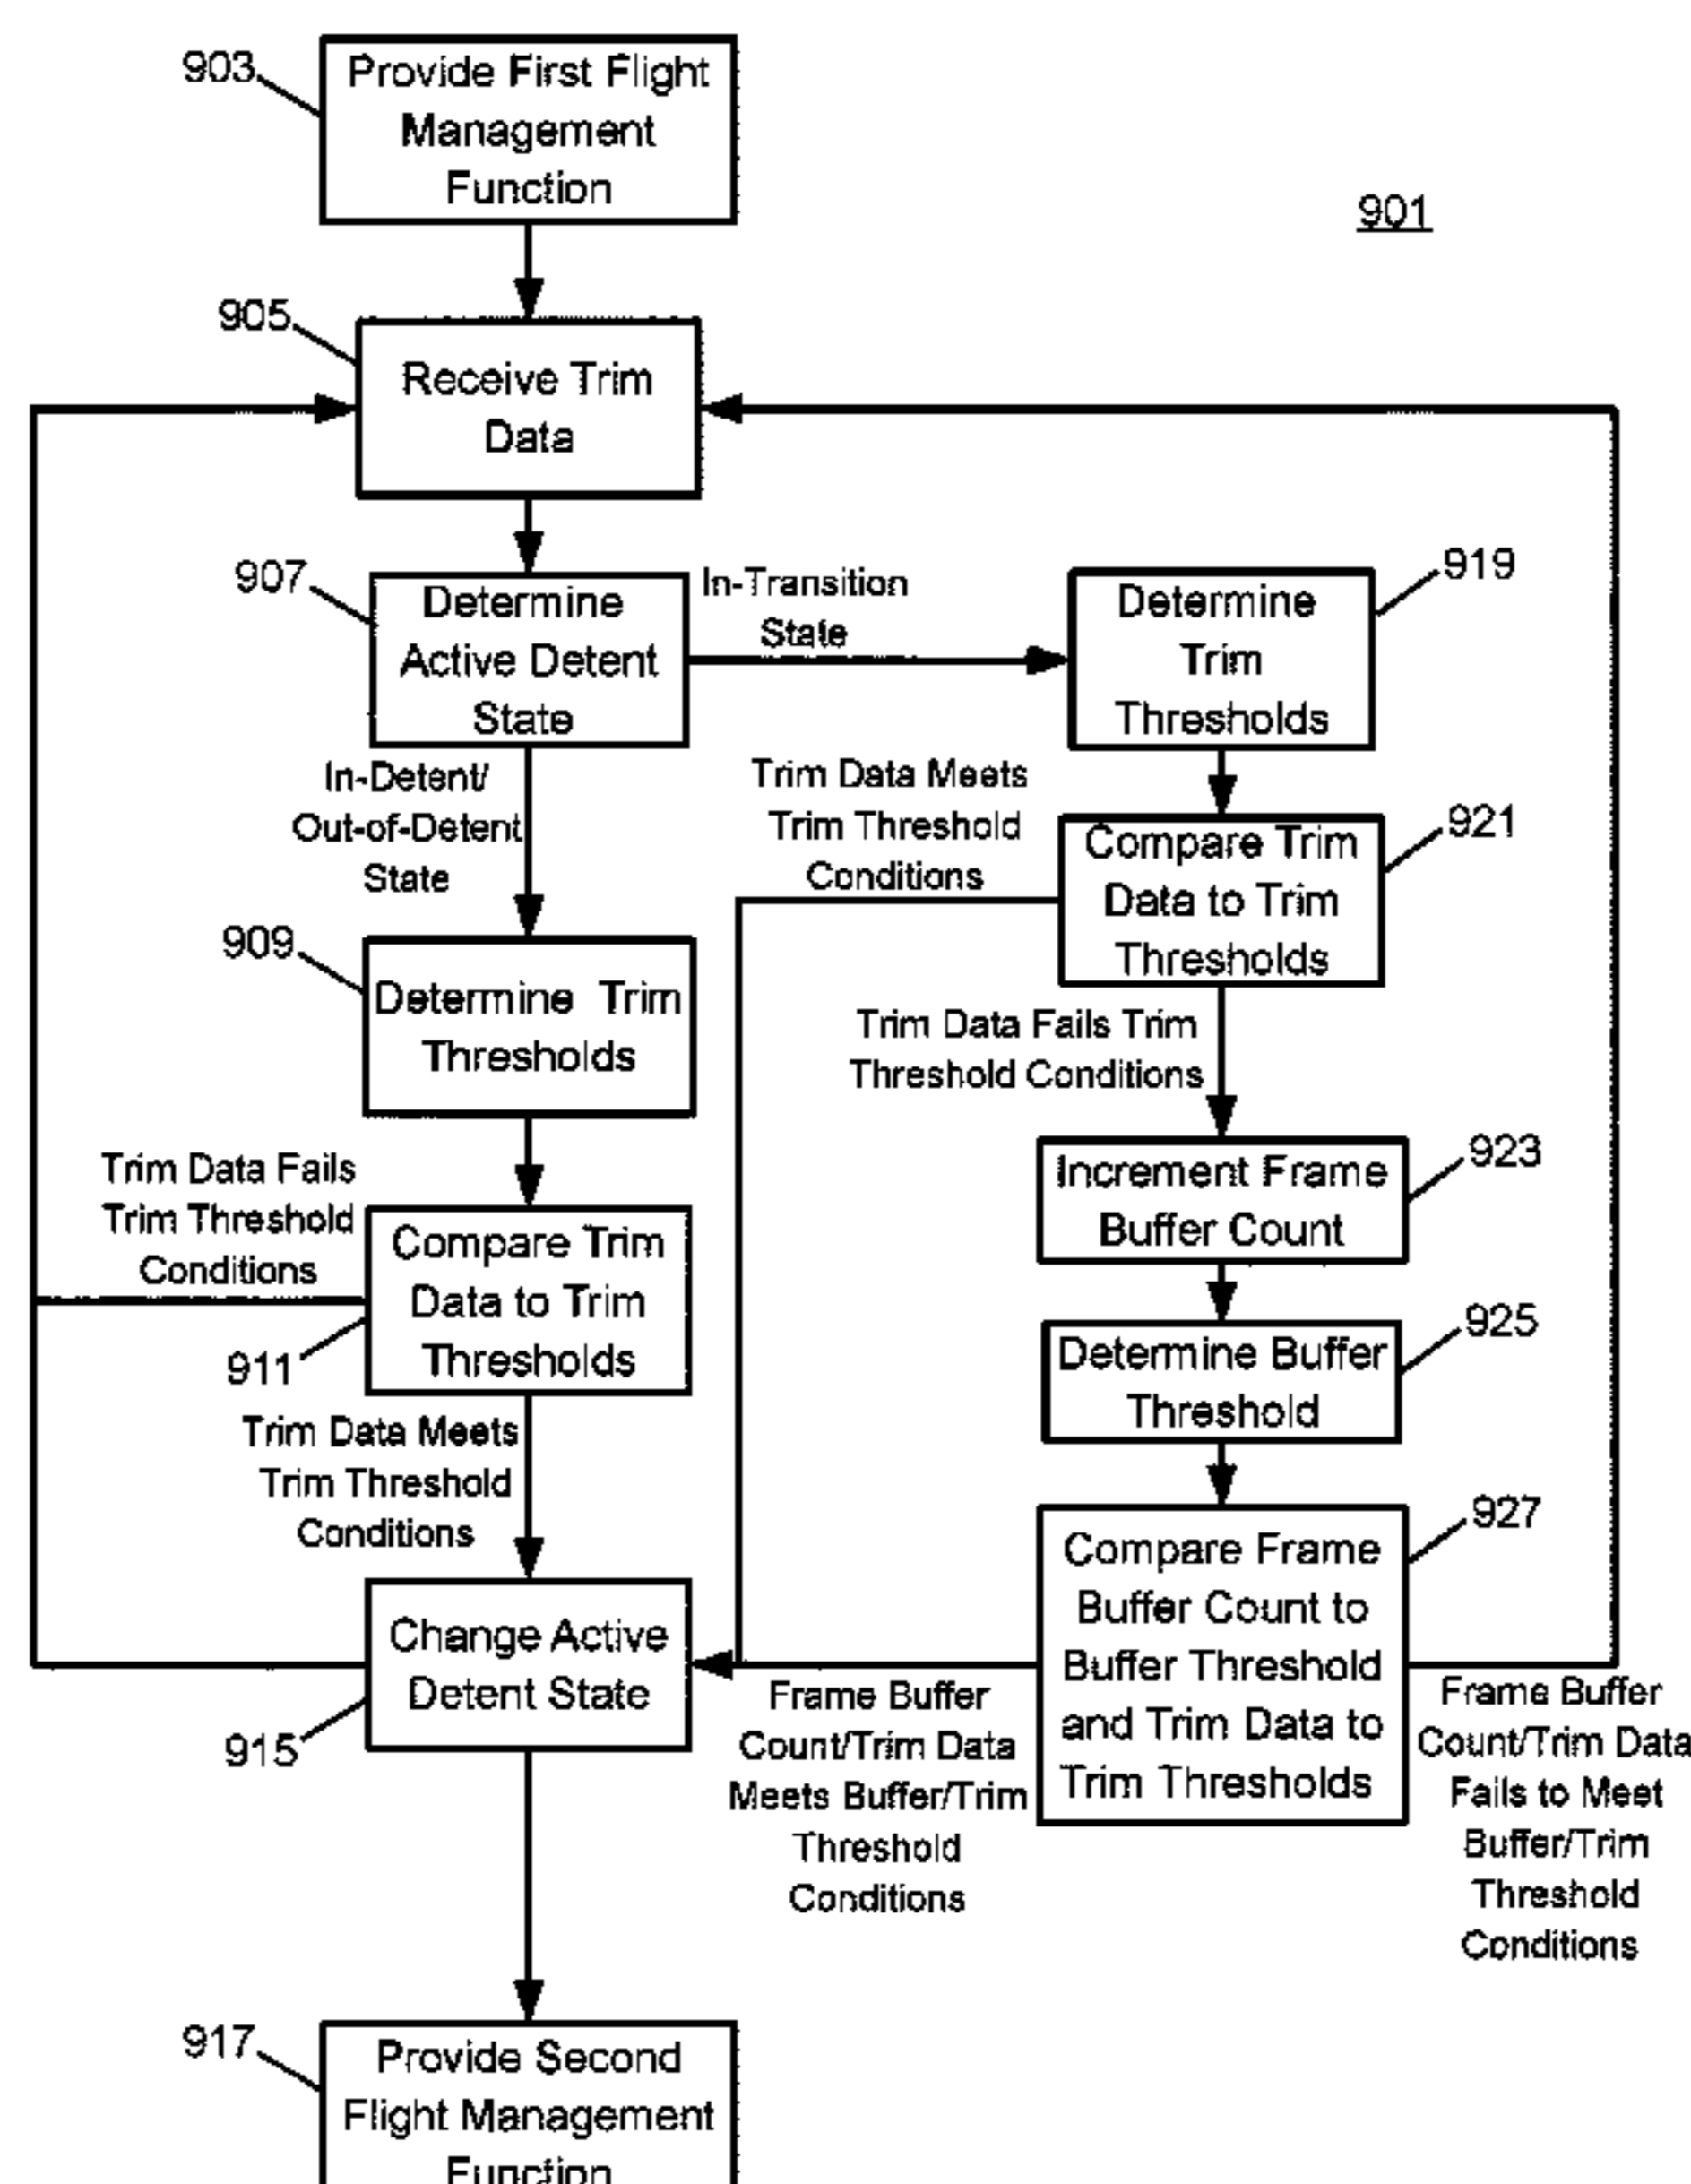 903
Provide First Flight
Management
Function
901
905
Receive Trim
Data
907
Determine
Active Detent
State
In-Transition
State
919
Determine
Trim
Thresholds
In-Detent/
Out-of-Detent
State
Trim Data Meets
Trim Threshold
Conditions
921
Compare Trim
Data to Trim
Thresholds
909
Determine Trim
Thresholds
Trim Data Fails Trim
Threshold Conditions
Trim Data Fails
Trim Threshold
Conditions
911
Compare Trim
Data to Trim
Thresholds
923
Increment Frame
Buffer Count
925
Determine Buffer
Threshold
Trim Data Meets
Trim Threshold
Conditions
927
Compare Frame
Buffer Count to
Buffer Threshold
and Trim Data to
Trim Thresholds
915
Change Active
Detent State
Frame Buffer
Count/Trim Data
Meets Buffer/Trim
Threshold
Conditions
Frame Buffer
Count/Trim Data
Fails to Meet
Buffer/Trim
Threshold
Conditions
917
Provide Second
Flight Management
Function